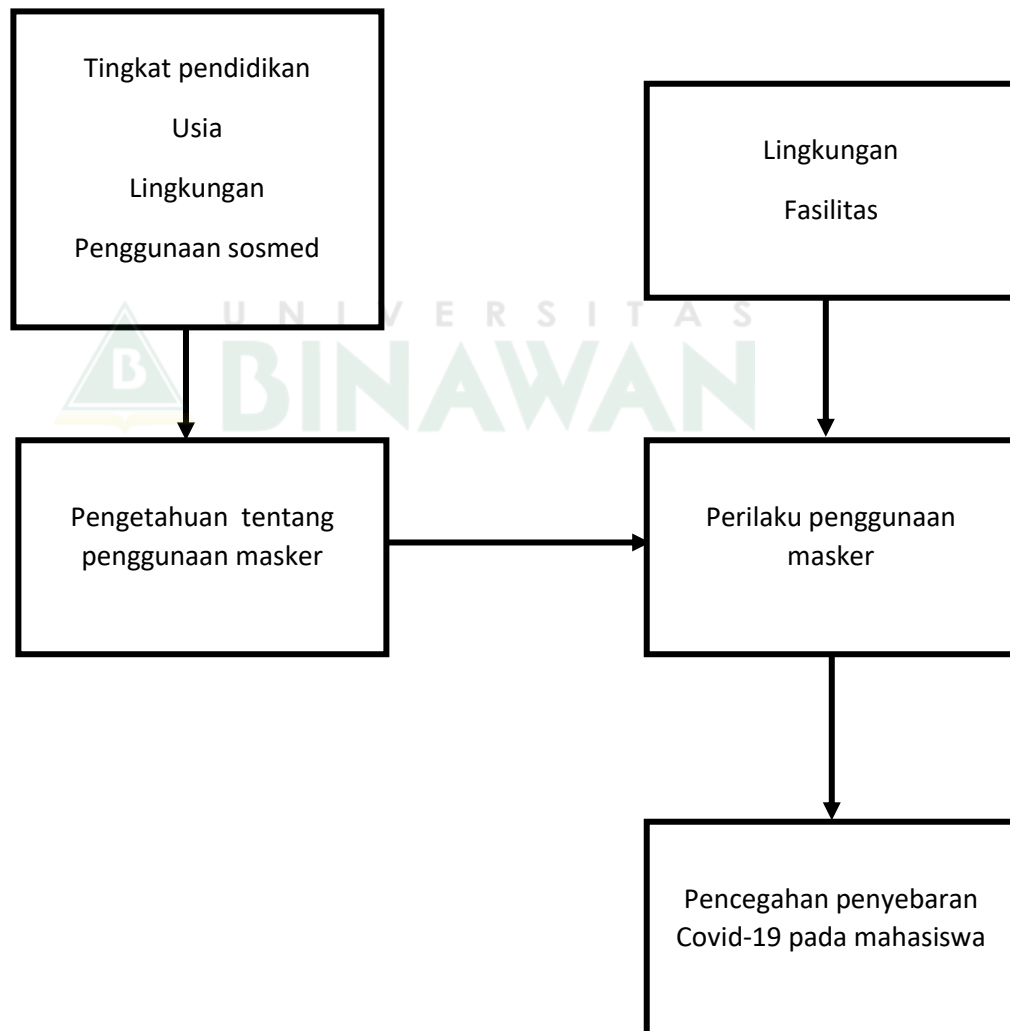 Tingkat pendidikan
Usia
Lingkungan
Penggunaan sosmed
Lingkungan
Fasilitas
UNIVERSITAS
B
BINAWAN
Pengetahuan tentang
penggunaan masker
Perilaku penggunaan
masker
Pencegahan penyebaran
Covid-19 pada mahasiswa